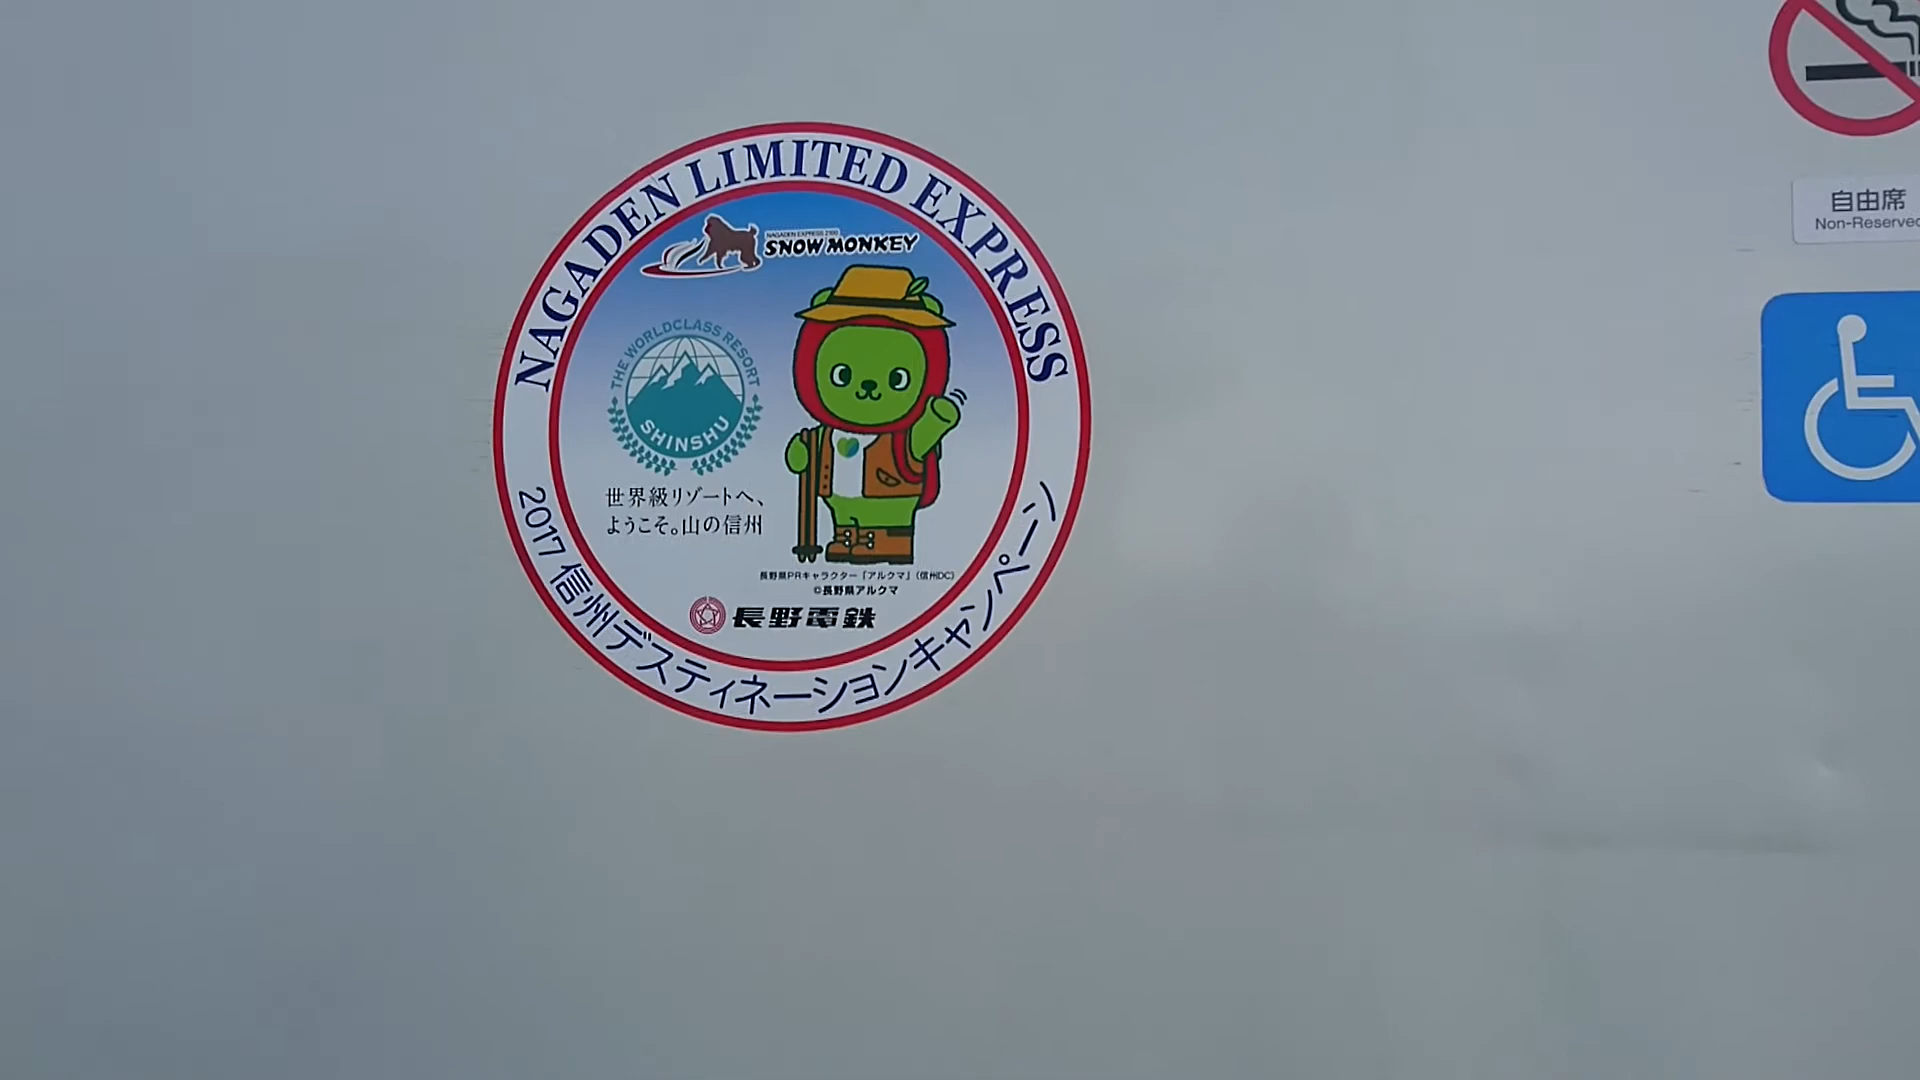 NAGADEN LIMITED EXPRESS
NAGADEN EXPRESS 2100
SNOW MONKEY
THE WORLDCLASS RESORT
SHINSHU
世界級リゾートへ、
ようこそ。山の信州
長野県PRキャラクター「アルクマ」(信州DC)
©長野県アルクマ
長野電鉄
2017 信州デスティネーションキャンペーン
自由席
Non-Reserved